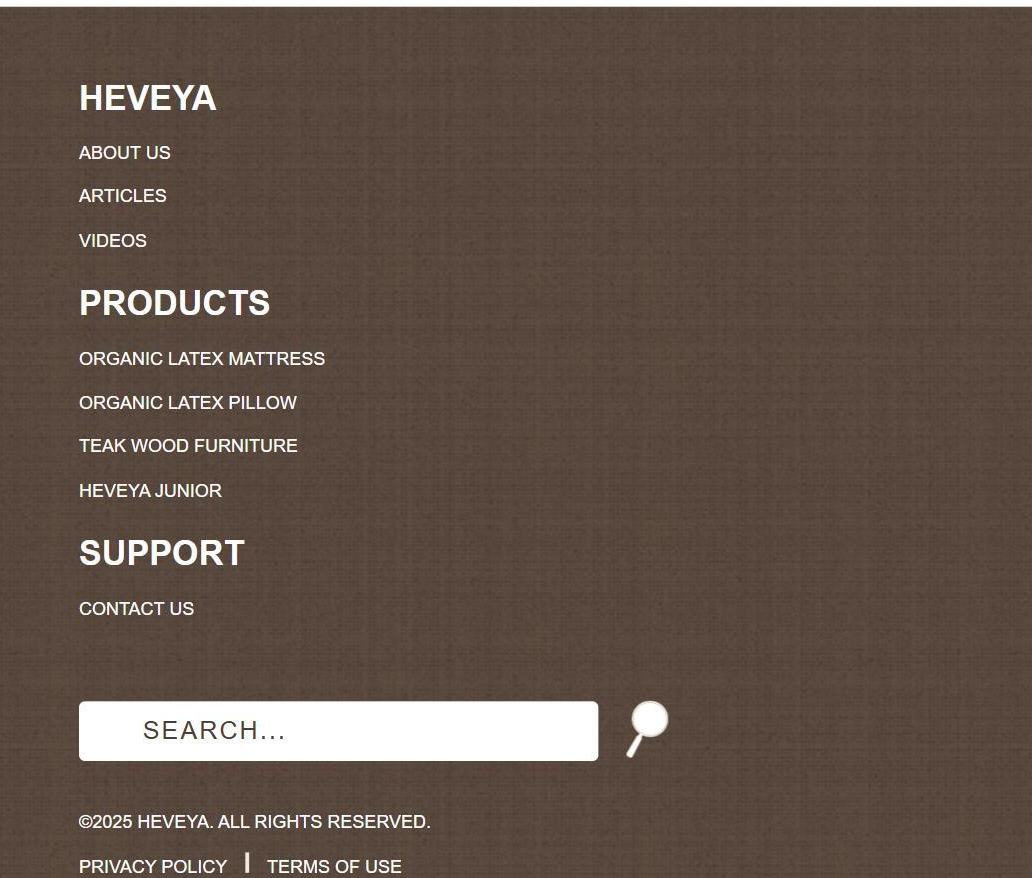 HEVEYA
ABOUT US
ARTICLES
VIDEOS
PRODUCTS
ORGANIC LATEX MATTRESS
ORGANIC LATEX PILLOW
TEAK WOOD FURNITURE
HEVEYA JUNIOR
SUPPORT
CONTACT US
SEARCH...
©2025 HEVEYA. ALL RIGHTS RESERVED.
PRIVACY POLICY | TERMS OF USE